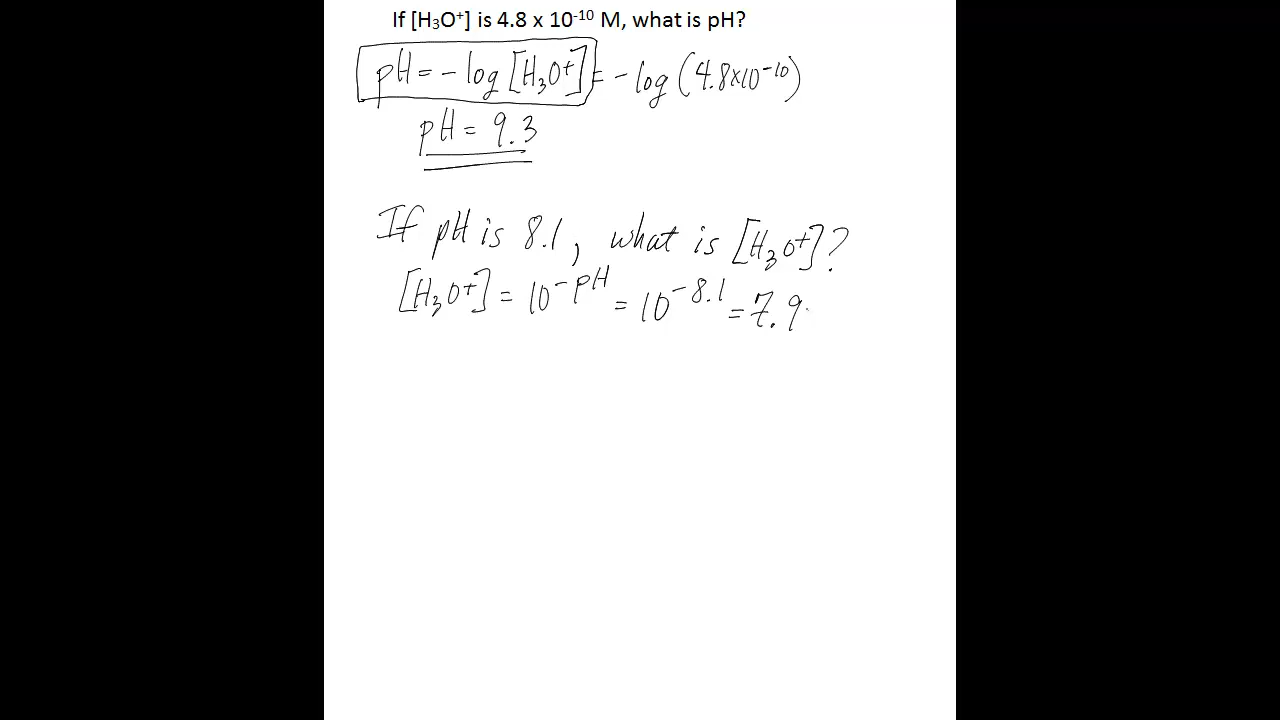 If [H₃O⁺] is 4.8 x 10⁻¹⁰ M, what is pH?
pH = - log [H₃O⁺] = - log (4.8x10⁻¹⁰)
pH = 9.3
If pH is 8.1, what is [H₃O⁺]?
[H₃O⁺] = 10⁻ᵖᴴ = 10⁻⁸·¹ = 7.9